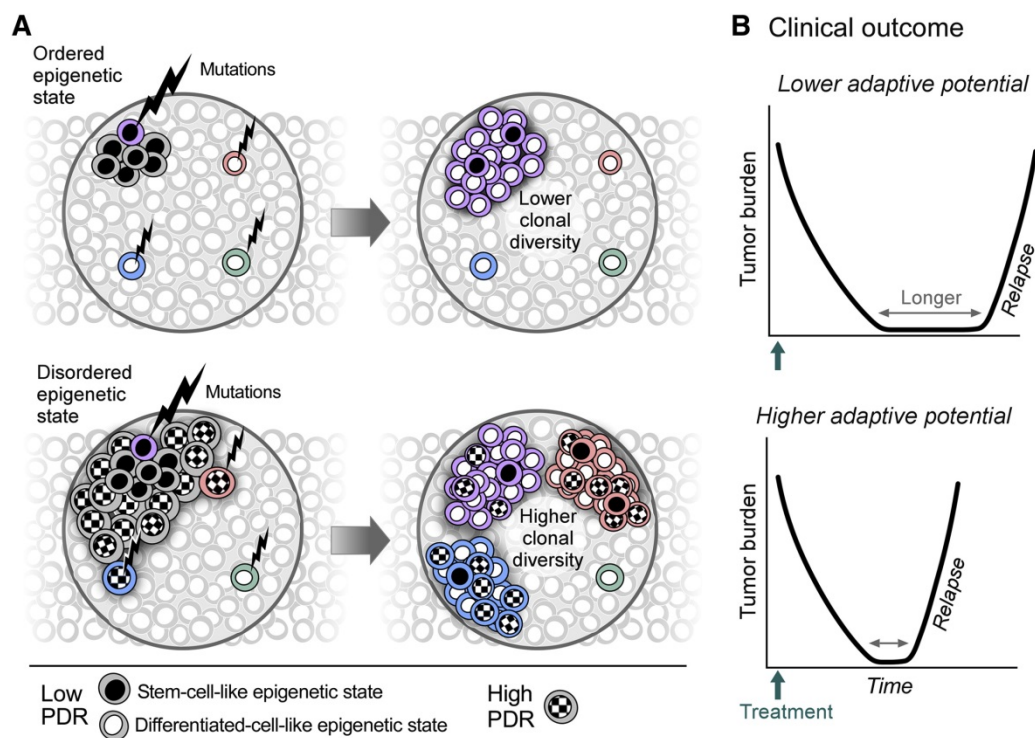 A
Ordered
epigenetic
state
Mutations
Lower
clonal
diversity
Disordered
epigenetic
state
Mutations
Higher
clonal
diversity
Low
PDR
Stem-cell-like epigenetic state
Differentiated-cell-like epigenetic state
High
PDR
B Clinical outcome
Lower adaptive potential
Tumor burden
Longer
Relapse
Higher adaptive potential
Tumor burden
Relapse
Time
Treatment